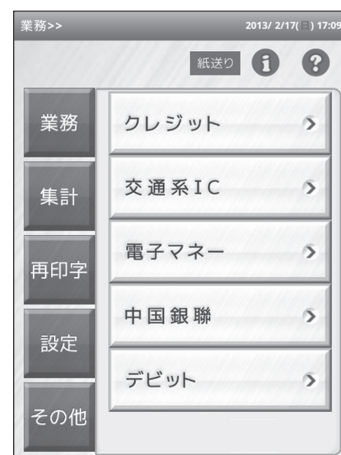 業務>> 2013/ 2/17(日) 17:09
紙送り i ?
業務
集計
再印字
設定
その他
クレジット
交通系IC
電子マネー
中国銀聯
デビット